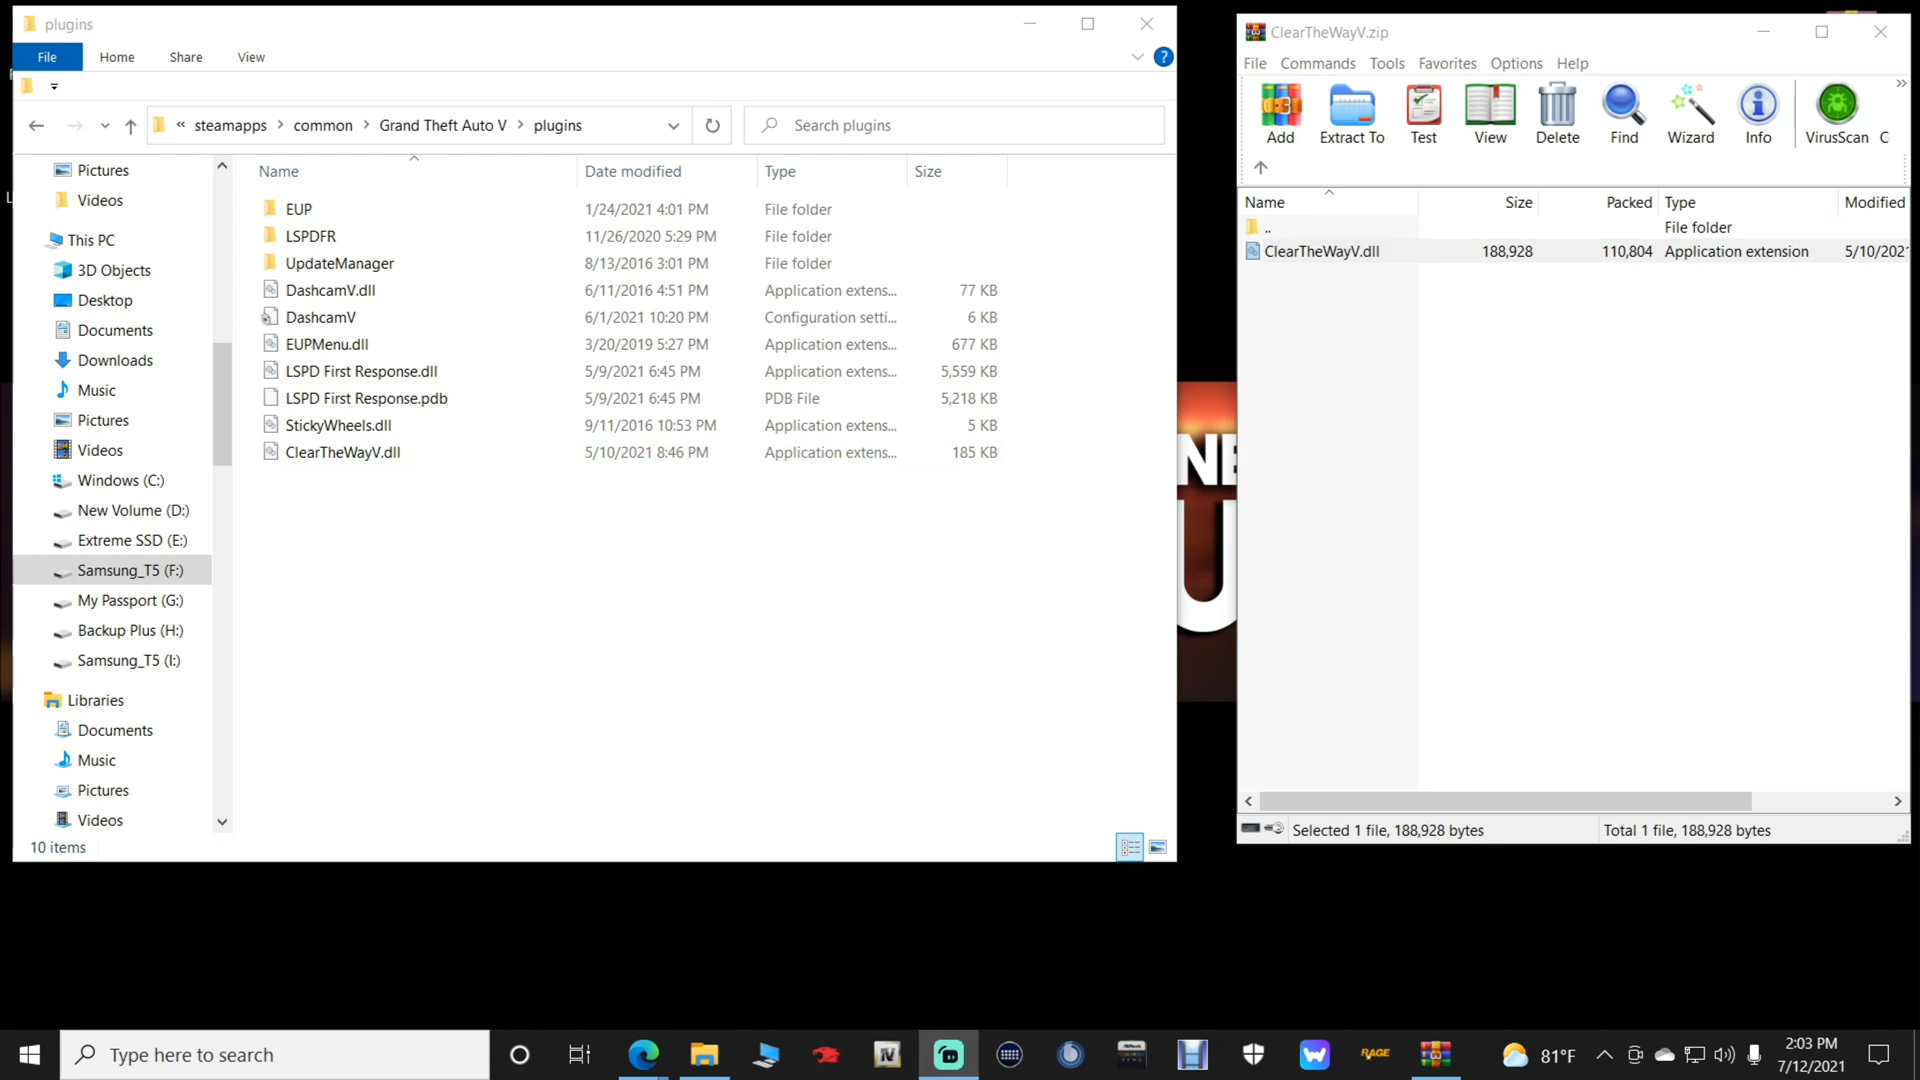 plugins
File Home Share View
« steamapps > common > Grand Theft Auto V > plugins
Search plugins
Pictures
Videos
This PC
3D Objects
Desktop
Documents
Downloads
Music
Pictures
Videos
Windows (C:)
New Volume (D:)
Extreme SSD (E:)
Samsung_T5 (F:)
My Passport (G:)
Backup Plus (H:)
Samsung_T5 (I:)
Libraries
Documents
Music
Pictures
Videos
Name Date modified Type Size
EUP 1/24/2021 4:01 PM File folder
LSPDFR 11/26/2020 5:29 PM File folder
UpdateManager 8/13/2016 3:01 PM File folder
DashcamV.dll 6/11/2016 4:51 PM Application extens... 77 KB
DashcamV 6/1/2021 10:20 PM Configuration setti... 6 KB
EUPMenu.dll 3/20/2019 5:27 PM Application extens... 677 KB
LSPD First Response.dll 5/9/2021 6:45 PM Application extens... 5,559 KB
LSPD First Response.pdb 5/9/2021 6:45 PM PDB File 5,218 KB
StickyWheels.dll 9/11/2016 10:53 PM Application extens... 5 KB
ClearTheWayV.dll 5/10/2021 8:46 PM Application extens... 185 KB
10 items
NE
U
ClearTheWayV.zip
File Commands Tools Favorites Options Help
Add Extract To Test View Delete Find Wizard Info VirusScan C
Name Size Packed Type Modified
.. File folder
ClearTheWayV.dll 188,928 110,804 Application extension 5/10/202
Selected 1 file, 188,928 bytes
Total 1 file, 188,928 bytes
Type here to search
IV
RAGE
81°F
2:03 PM
7/12/2021